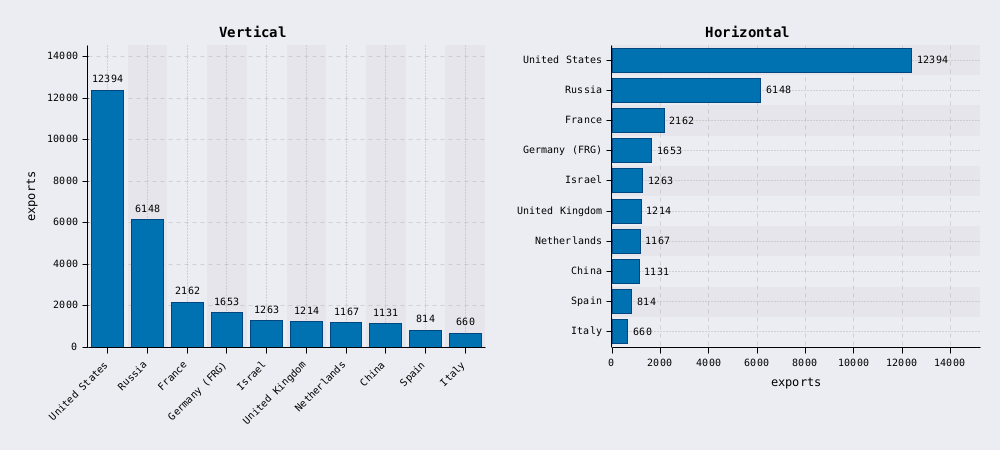 Vertical
14000
12000
10000
8000
6000
4000
2000
0
exports
12394
6148
2162
1653
1263
1214
1167
1131
814
660
United States
Russia
France
Germany (FRG)
Israel
United Kingdom
Netherlands
China
Spain
Italy
Horizontal
United States 12394
Russia 6148
France 2162
Germany (FRG) 1653
Israel 1263
United Kingdom 1214
Netherlands 1167
China 1131
Spain 814
Italy 660
0 2000 4000 6000 8000 10000 12000 14000
exports